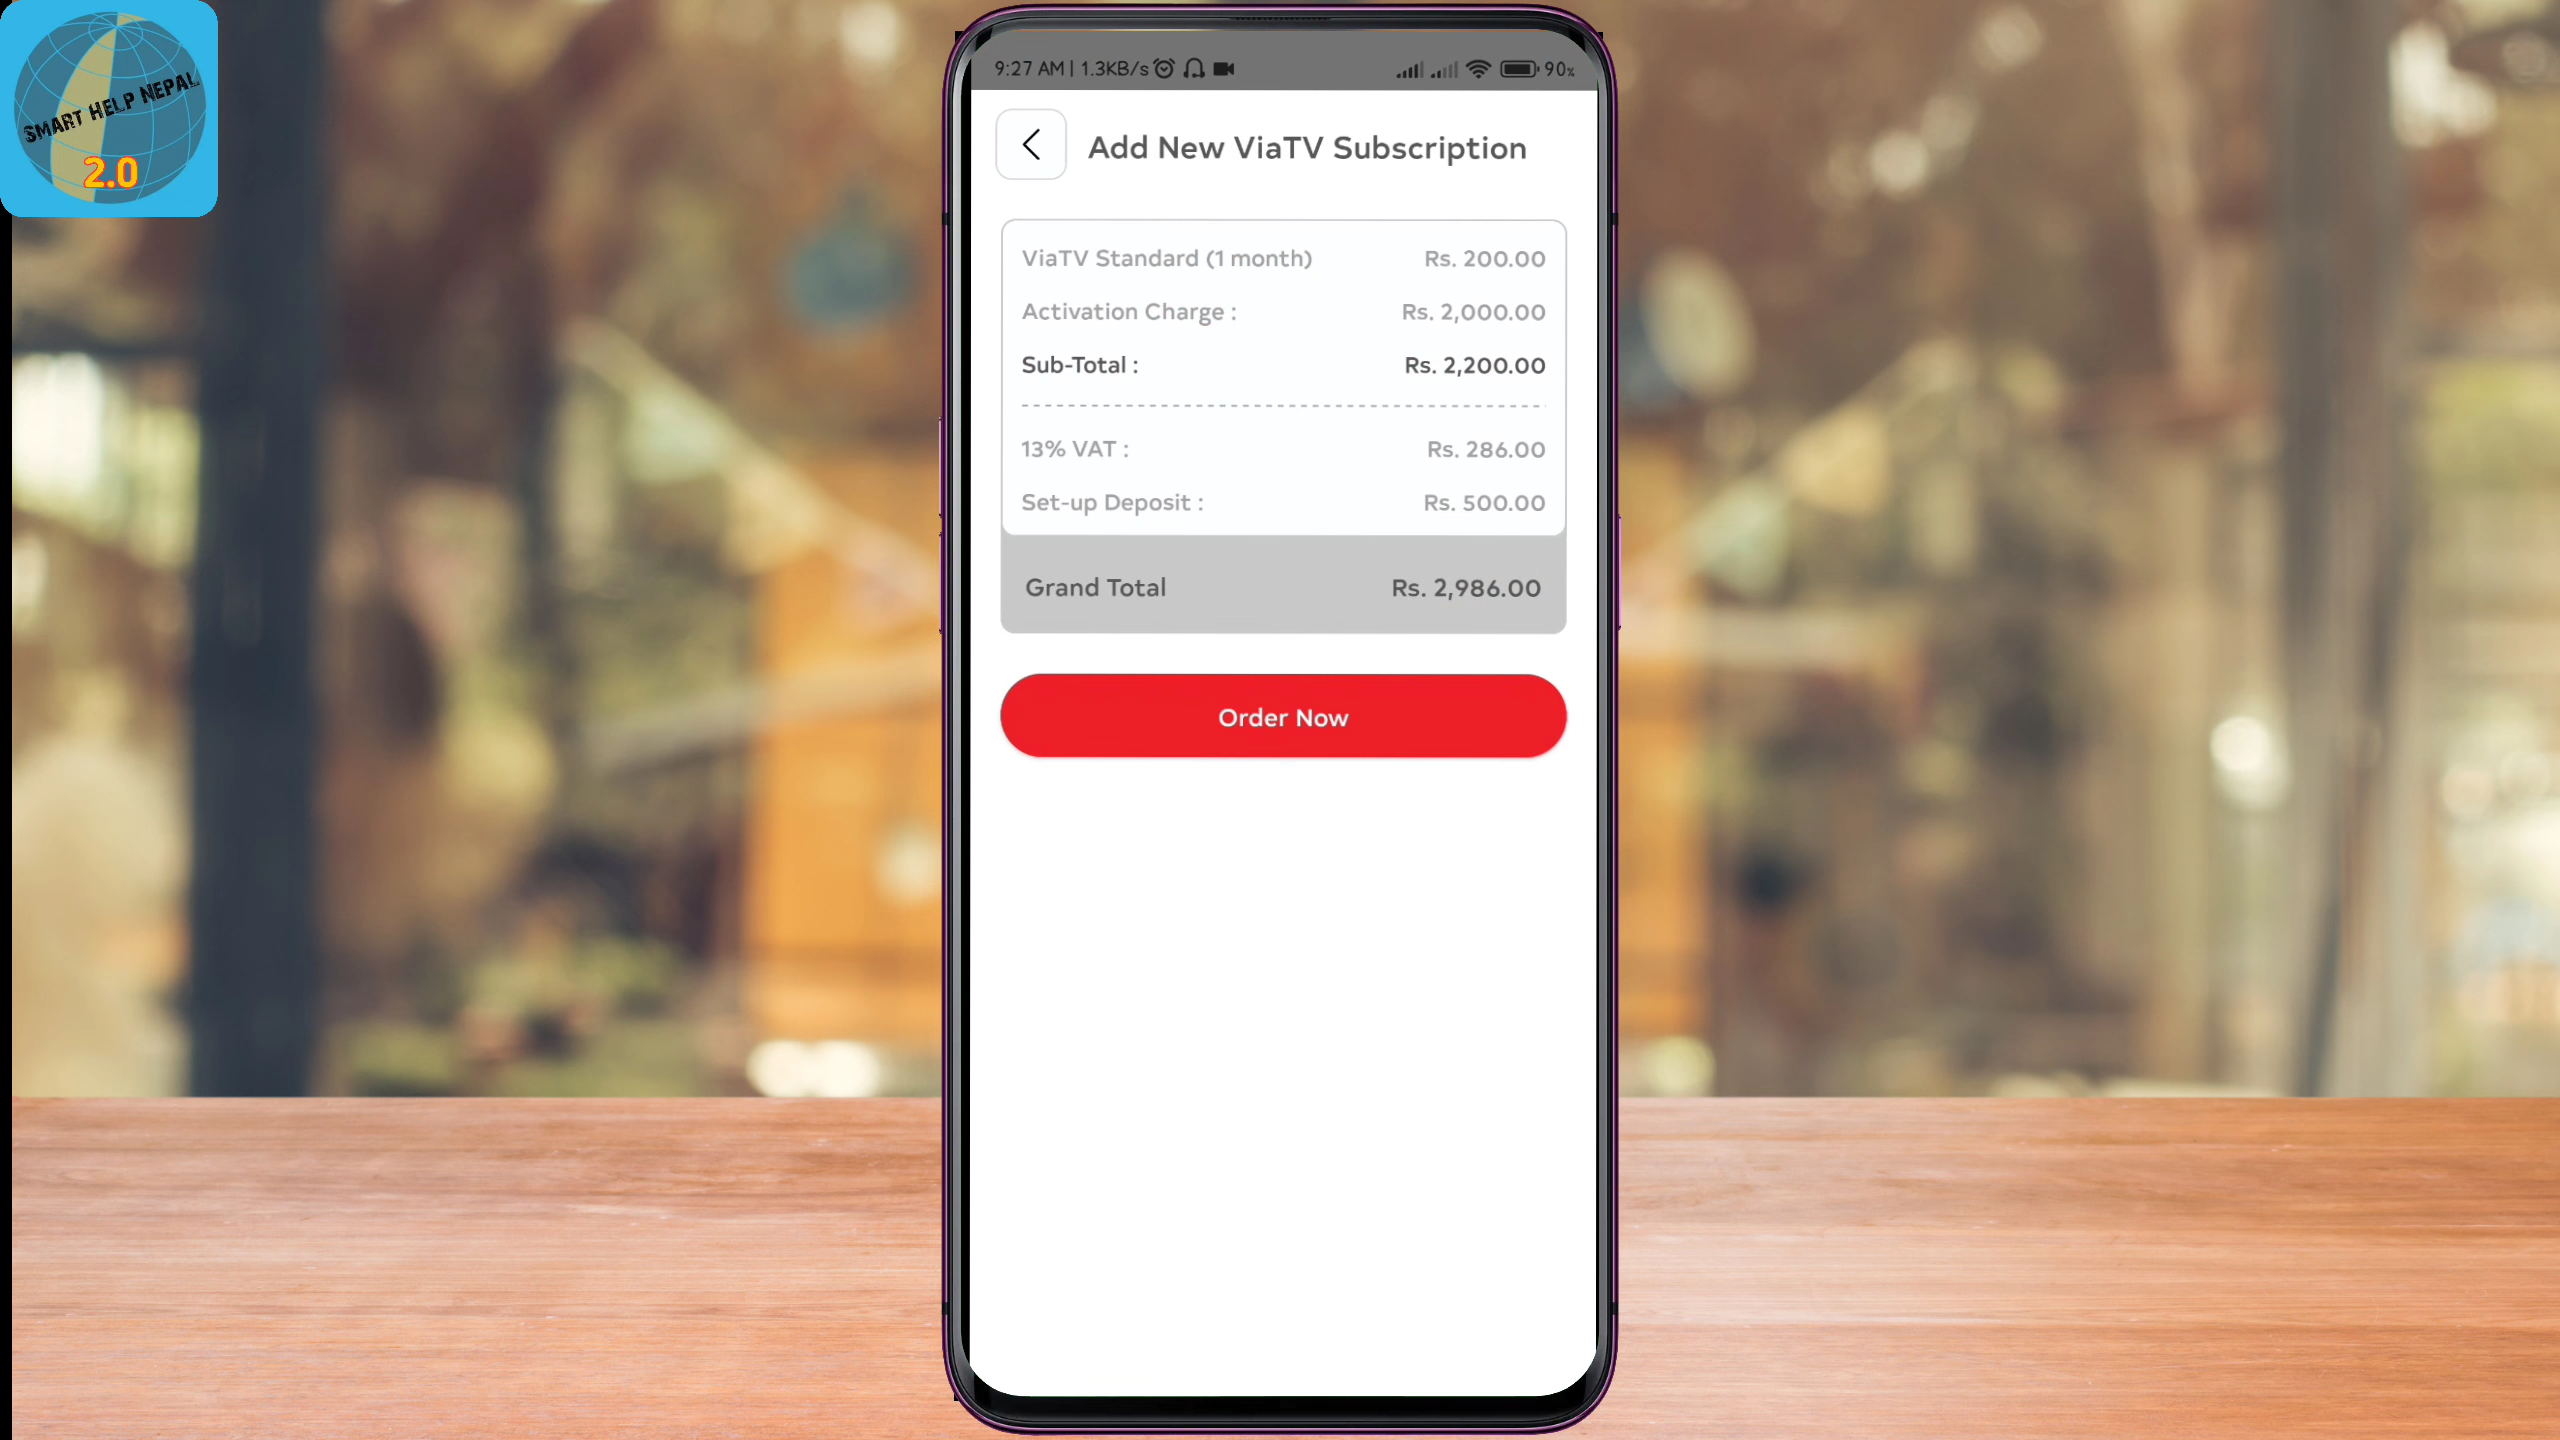 SMART HELP NEPAL
2.0
9:27 AM | 1.3KB/s 90%
Add New ViaTV Subscription
ViaTV Standard (1 month) Rs. 200.00
Activation Charge : Rs. 2,000.00
Sub-Total : Rs. 2,200.00
13% VAT : Rs. 286.00
Set-up Deposit : Rs. 500.00
Grand Total Rs. 2,986.00
Order Now